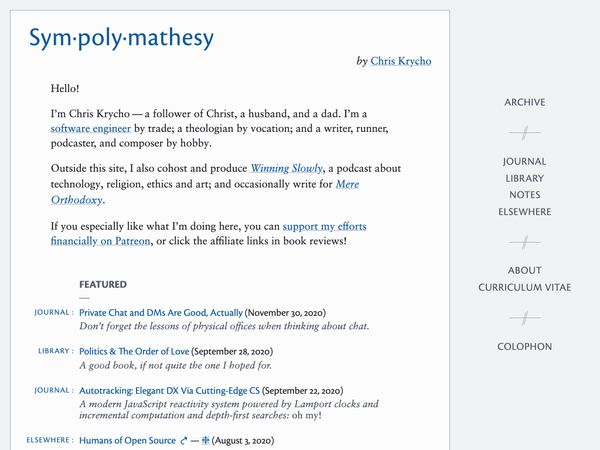 Sym·poly·mathesy
by Chris Krycho
Hello!
I’m Chris Krycho — a follower of Christ, a husband, and a dad. I’m a
software engineer by trade; a theologian by vocation; and a writer, runner,
podcaster, and composer by hobby.
Outside this site, I also cohost and produce Winning Slowly, a podcast about
technology, religion, ethics and art; and occasionally write for Mere
Orthodoxy.
If you especially like what I’m doing here, you can support my efforts
financially on Patreon, or click the affiliate links in book reviews!
FEATURED
JOURNAL: Private Chat and DMs Are Good, Actually (November 30, 2020)
Don’t forget the lessons of physical offices when thinking about chat.
LIBRARY: Politics & The Order of Love (September 28, 2020)
A good book, if not quite the one I hoped for.
JOURNAL: Autotracking: Elegant DX Via Cutting-Edge CS (September 22, 2020)
A modern JavaScript reactivity system powered by Lamport clocks and
incremental computation and depth-first searches: oh my!
ELSEWHERE: Humans of Open Source ➶ — ❉ (August 3, 2020)
ARCHIVE
JOURNAL
LIBRARY
NOTES
ELSEWHERE
ABOUT
CURRICULUM VITAE
COLOPHON